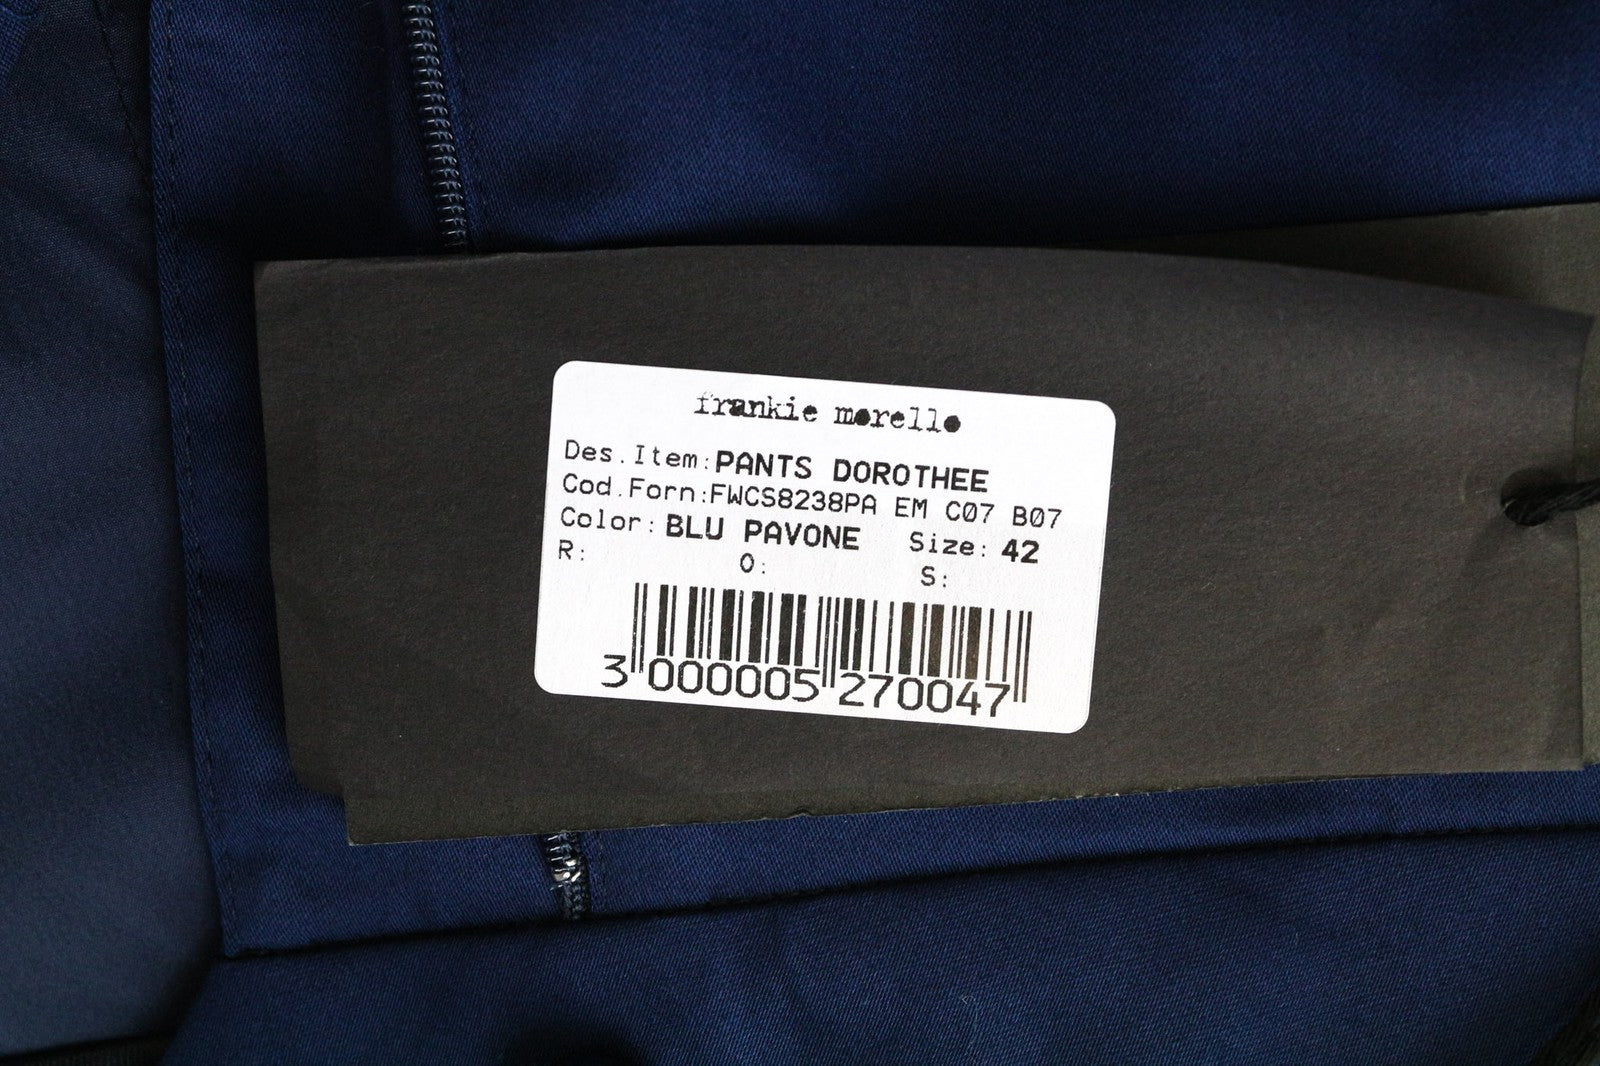 frankie morello
Des.Item:PANTS DOROTHEE
Cod.Forn:FWCS8238PA EM C07 B07
Color:BLU PAVONE Size:42
R: O: S:
3 000005 270047